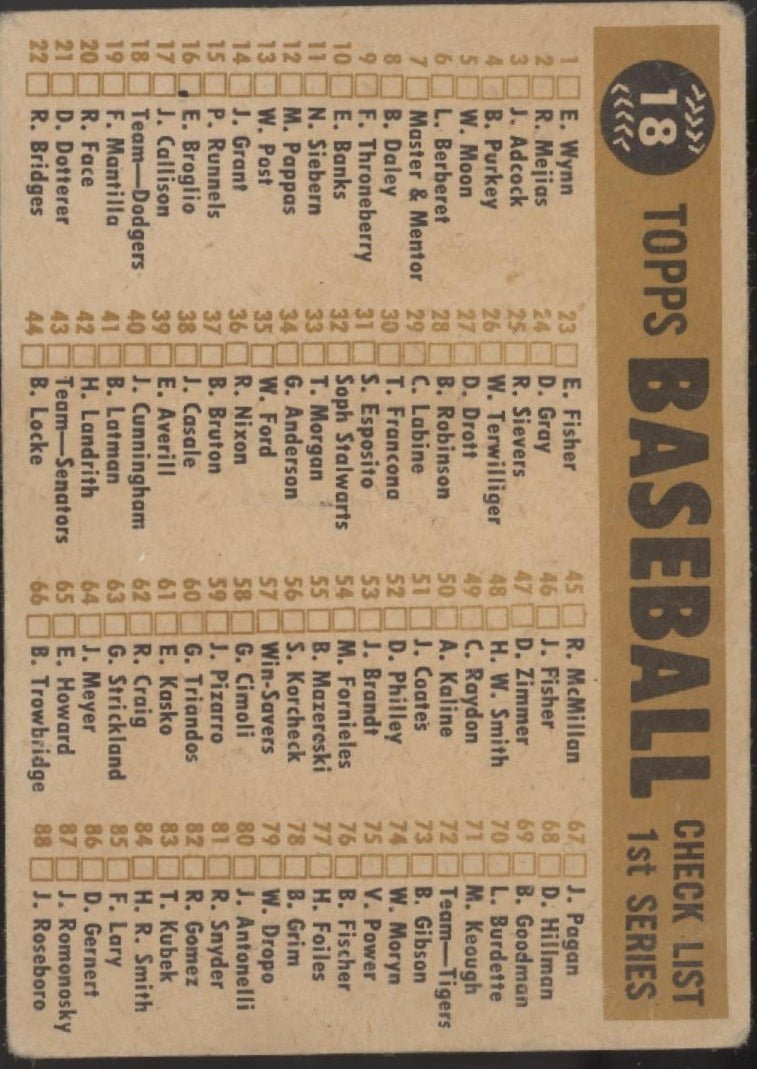 18
TOPPS BASEBALL
CHECK LIST
1st SERIES
1 E. Wynn
2 R. Mejias
3 J. Adcock
4 B. Purkey
5 W. Moon
6 L. Berberet
7 Master & Mentor
8 B. Daley
9 F. Throneberry
10 E. Banks
11 N. Siebern
12 M. Pappas
13 W. Post
14 J. Grant
15 P. Runnels
16 E. Broglio
17 J. Callison
18 Team—Dodgers
19 F. Mantilla
20 R. Face
21 D. Dotterer
22 R. Bridges
23 E. Fisher
24 D. Gray
25 R. Sievers
26 W. Terwilliger
27 D. Drott
28 B. Robinson
29 C. Labine
30 T. Francona
31 S. Esposito
32 Soph Stalwarts
33 T. Morgan
34 G. Anderson
35 W. Ford
36 R. Nixon
37 B. Bruton
38 J. Casale
39 E. Averill
40 J. Cunningham
41 B. Latman
42 H. Landrith
43 Team—Senators
44 B. Locke
45 R. McMillan
46 J. Fisher
47 D. Zimmer
48 H. W. Smith
49 C. Raydon
50 A. Kaline
51 J. Coates
52 D. Philley
53 J. Brandt
54 M. Fornieles
55 B. Mazeroski
56 S. Korcheck
57 Win-Savers
58 G. Cimoli
59 J. Pizarro
60 G. Triandos
61 E. Kasko
62 R. Craig
63 G. Strickland
64 J. Meyer
65 E. Howard
66 B. Trowbridge
67 J. Pagan
68 D. Hillman
69 B. Goodman
70 L. Burdette
71 M. Keough
72 Team—Tigers
73 B. Gibson
74 W. Moryn
75 V. Power
76 B. Fischer
77 H. Foiles
78 B. Grim
79 W. Dropo
80 J. Antonelli
81 R. Snyder
82 R. Gomez
83 T. Kubek
84 H. R. Smith
85 F. Lary
86 D. Gernert
87 J. Romonosky
88 J. Roseboro